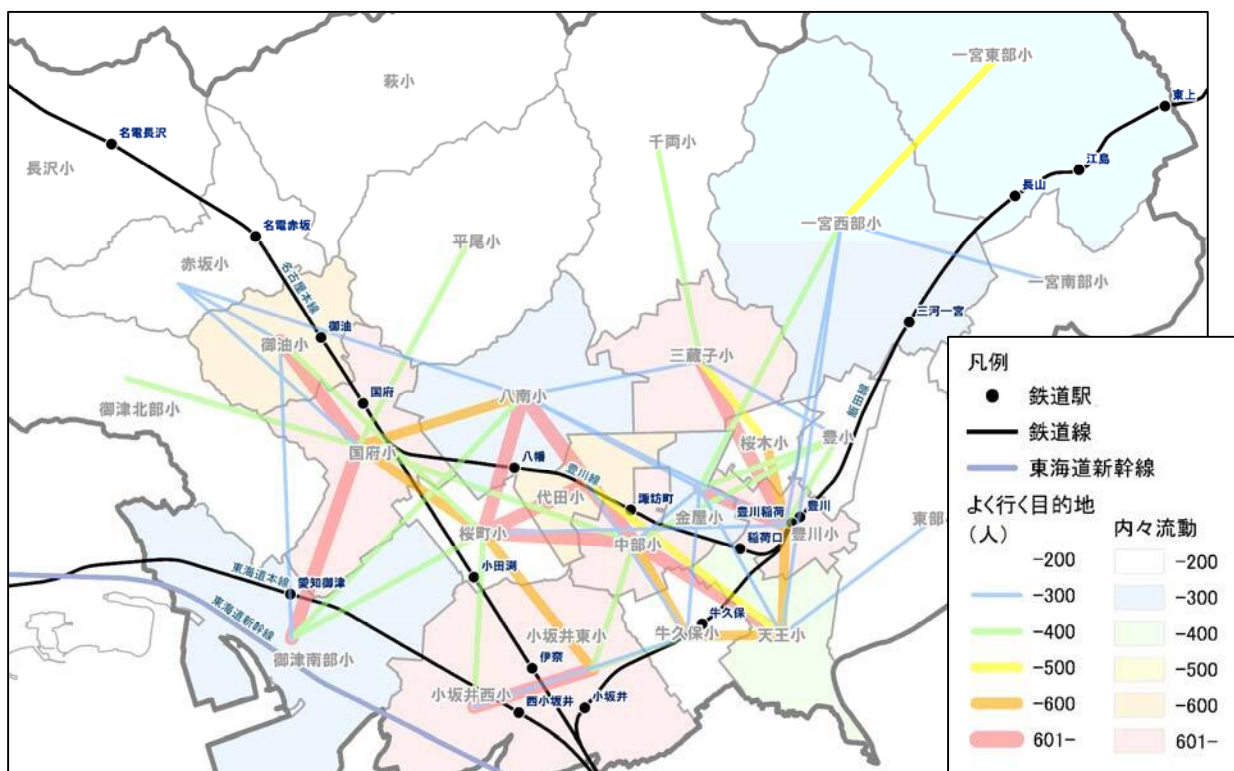 一宮東部小
萩小
東上
千両小
名電長沢
江島
長沢小
長山
一宮西部小
名電赤坂
平尾小
赤坂小
一宮南部小
名古屋本線
三河一宮
御油
御油小
三蔵子小
飯田線
国府
八南小
御津北部小
桜木小
豊小
国府小
八幡
豊川線
代田小
諏訪町
金屋小
豊川稲荷
豊川
桜町小
中部小
稲荷口
豊川小
東部小
小田渕
東海道本線
愛知御津
東海道新幹線
牛久保
小坂井東小
牛久保小
天王小
御津南部小
伊奈
小坂井西小
西小坂井
小坂井
凡例
鉄道駅
鉄道線
東海道新幹線
よく行く目的地
(人)
内々流動
-200
-200
-300
-300
-400
-400
-500
-500
-600
-600
601-
601-